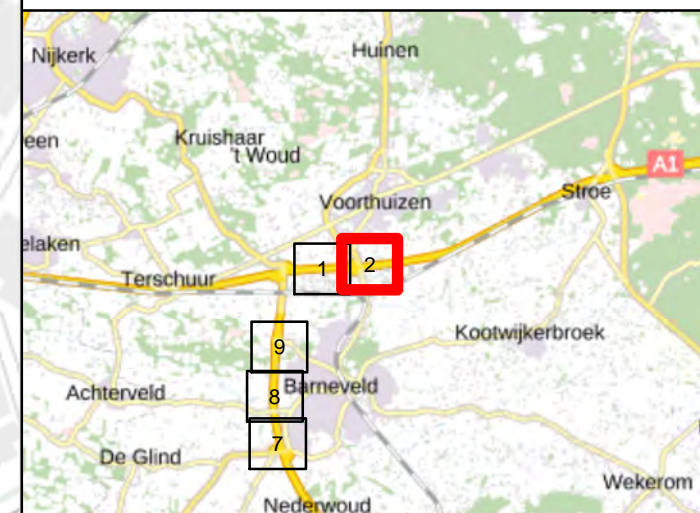 Nijkerk
Huinen
een
Kruishaar
't Woud
A1
Stroe
Voorthuizen
elaken
Terschuur
1
2
9
Kootwijkerbroek
Achterveld
8
Barneveld
7
De Glind
Wekerom
Nederwoud